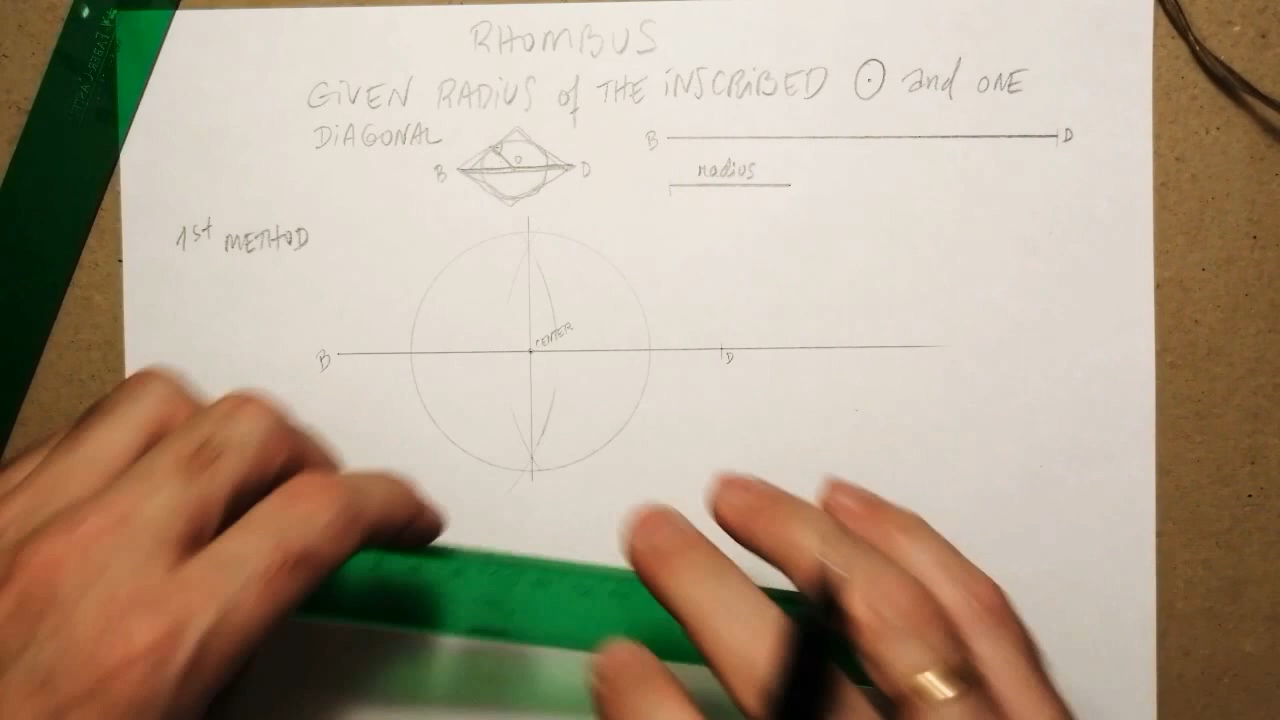 RHOMBUS
GIVEN RADIUS of THE INSCRIBED ⊙ and ONE
DIAGONAL
B O D
B D
radius
1st METHOD
CENTER
B D